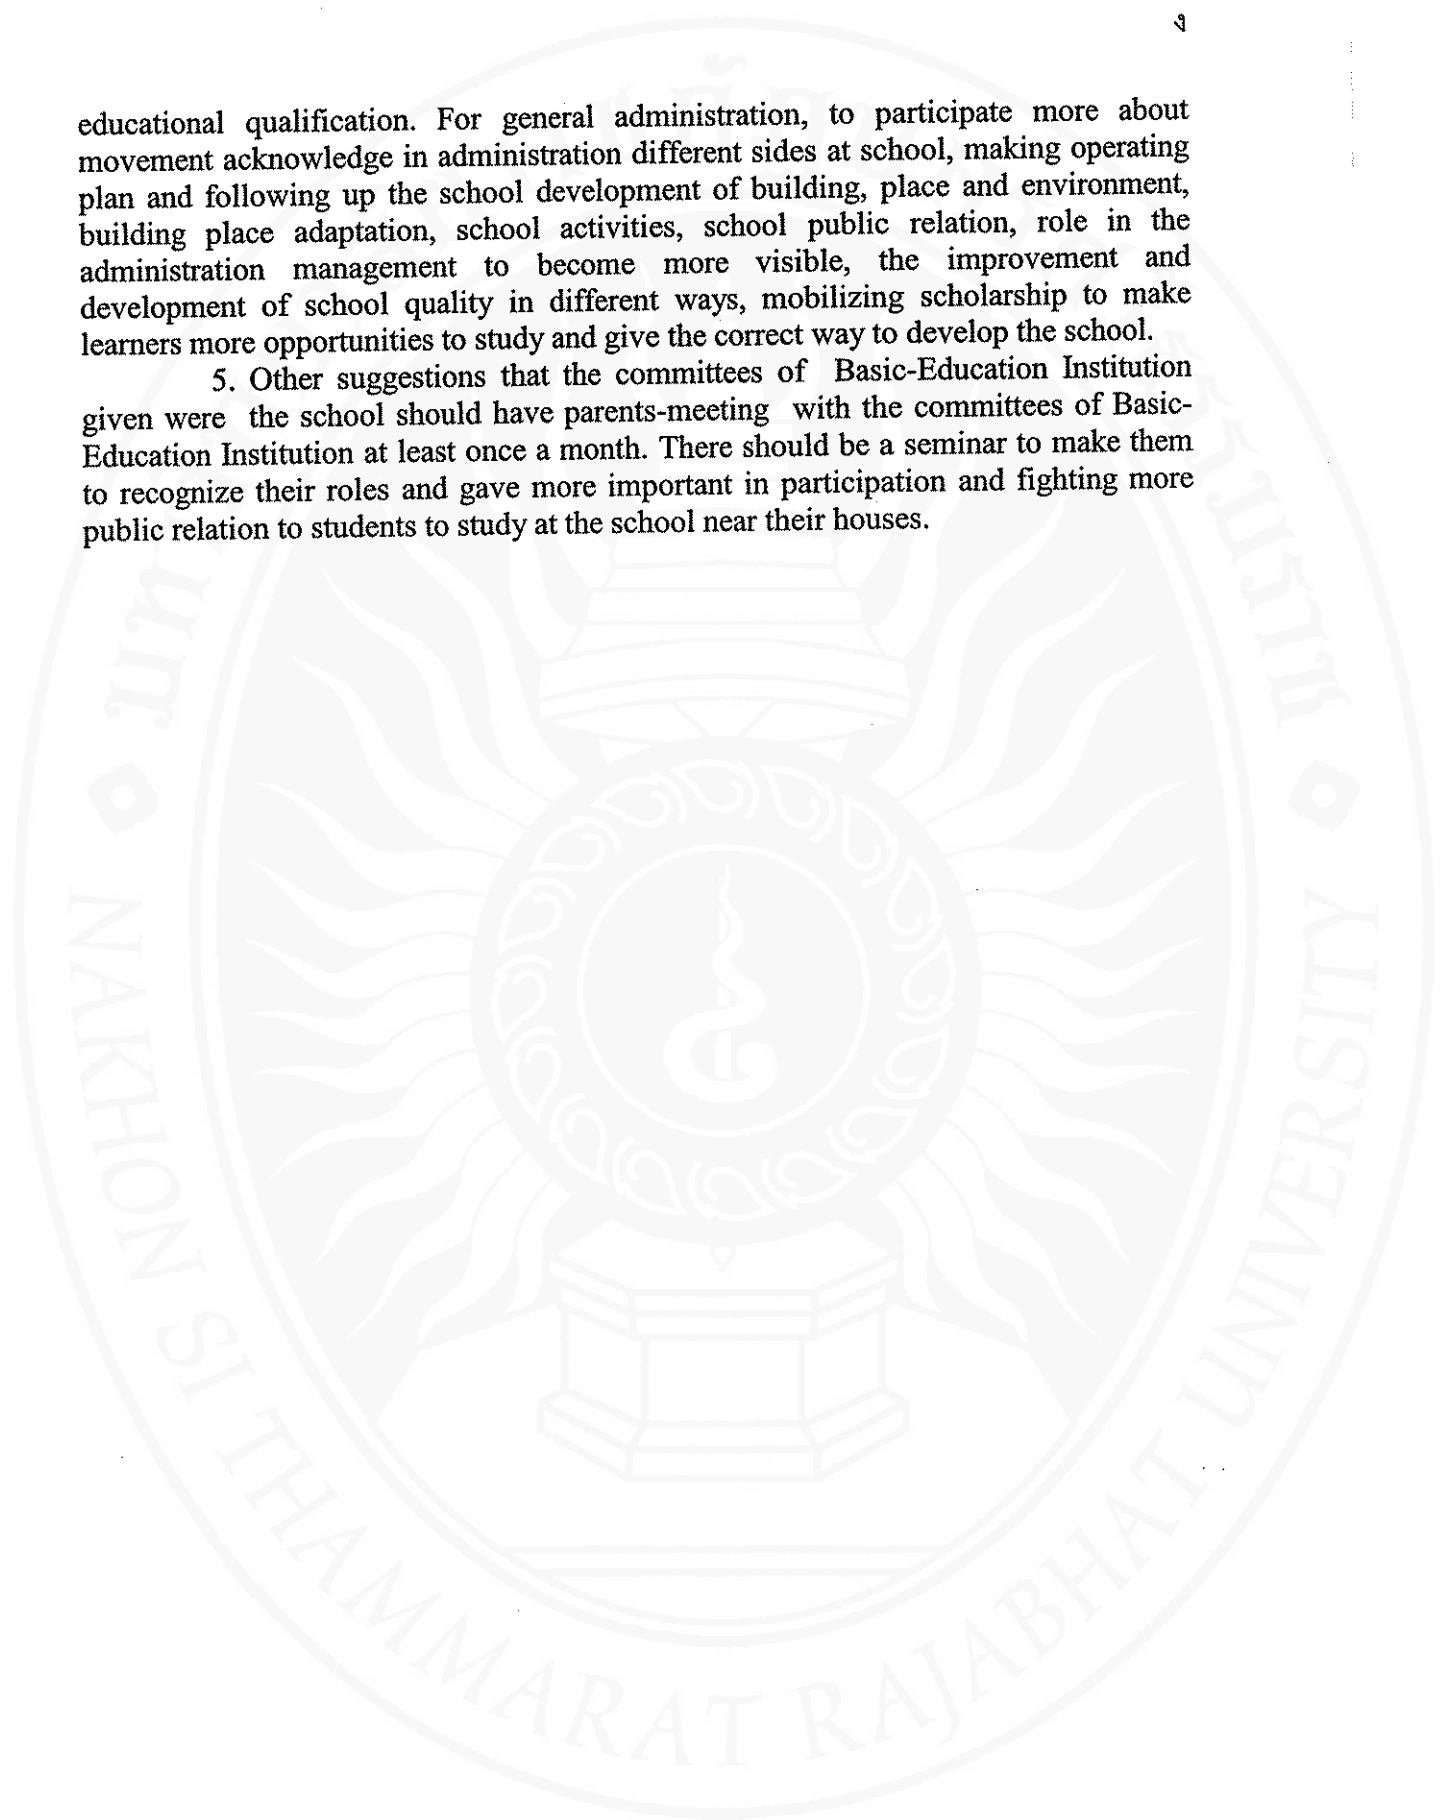 ง
educational qualification. For general administration, to participate more about
movement acknowledge in administration different sides at school, making operating
plan and following up the school development of building, place and environment,
building place adaptation, school activities, school public relation, role in the
administration management to become more visible, the improvement and
development of school quality in different ways, mobilizing scholarship to make
learners more opportunities to study and give the correct way to develop the school.
5. Other suggestions that the committees of Basic-Education Institution
given were the school should have parents-meeting with the committees of Basic-
Education Institution at least once a month. There should be a seminar to make them
to recognize their roles and gave more important in participation and fighting more
public relation to students to study at the school near their houses.
NAKHON SI THAMMARAT RAJABHAT UNIVERSITY